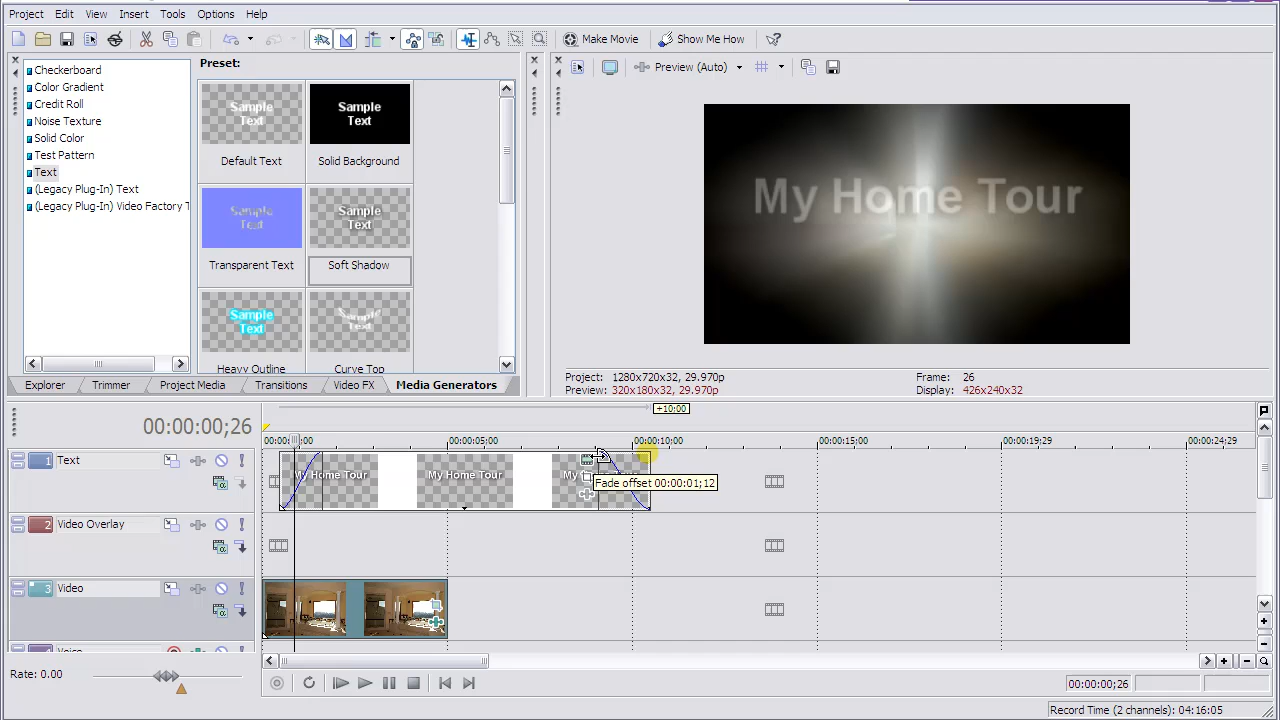 Project Edit View Insert Tools Options Help
Make Movie Show Me How
Checkerboard
Color Gradient
Credit Roll
Noise Texture
Solid Color
Test Pattern
Text
(Legacy Plug-In) Text
(Legacy Plug-In) Video Factory T
Preset:
Sample
Text
Default Text
Sample
Text
Solid Background
Sample
Text
Transparent Text
Sample
Text
Soft Shadow
Sample
Text
Heavy Outline
Sample
Text
Curve Top
Explorer Trimmer Project Media Transitions Video FX Media Generators
Preview (Auto)
My Home Tour
Project: 1280x720x32, 29.970p
Preview: 320x180x32, 29.970p
Frame: 26
Display: 426x240x32
00:00:00;26
+10;00
00:00:05;00 00:00:10;00 00:00:15;00 00:00:19;29 00:00:24;29
1 Text
My Home Tour
My Home Tour
Fade offset 00:00:01;12
2 Video Overlay
3 Video
Rate: 0.00
00:00:00;26
Record Time (2 channels): 04:16:05